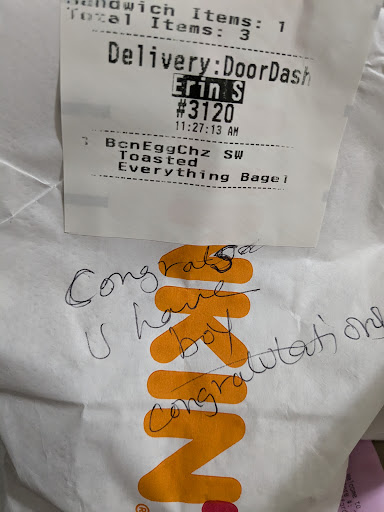 Sandwich Items: 1
Total Items: 3
Delivery:DoorDash
Erin S
#3120
11:27:13 AM
BcnEggChz SW
Toasted
Everything Bagel
Congrats
U have
boy
congratulations
NKIN'